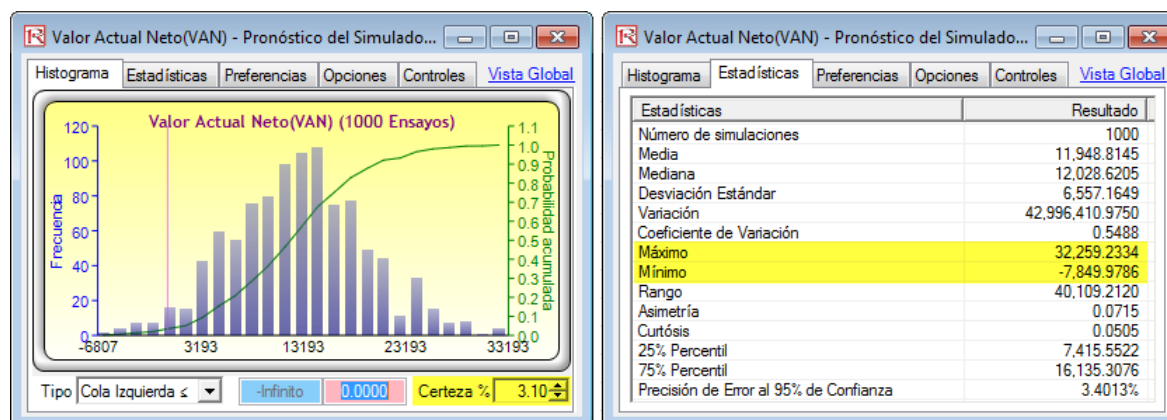 Valor Actual Neto(VAN) - Pronóstico del Simulado...
Histograma Estadísticas Preferencias Opciones Controles Vista Global
Valor Actual Neto(VAN) (1000 Ensayos)
Frecuencia
120
100
80
60
40
20
0
-6807 3193 13193 23193 33193
1.1
1.0
0.9
0.8
0.7
0.6
0.5
0.4
0.3
0.2
0.1
0.0
Probabilidad acumulada
Tipo Cola Izquierda ≤ -Infinito 0.0000 Certeza % 3.10
Valor Actual Neto(VAN) - Pronóstico del Simulado...
Histograma Estadísticas Preferencias Opciones Controles Vista Global
Estadísticas Resultado
Número de simulaciones 1000
Media 11,948.8145
Mediana 12,028.6205
Desviación Estándar 6,557.1649
Variación 42,996,410.9750
Coeficiente de Variación 0.5488
Máximo 32,259.2334
Mínimo -7,849.9786
Rango 40,109.2120
Asimetría 0.0715
Curtósis 0.0505
25% Percentil 7,415.5522
75% Percentil 16,135.3076
Precisión de Error al 95% de Confianza 3.4013%